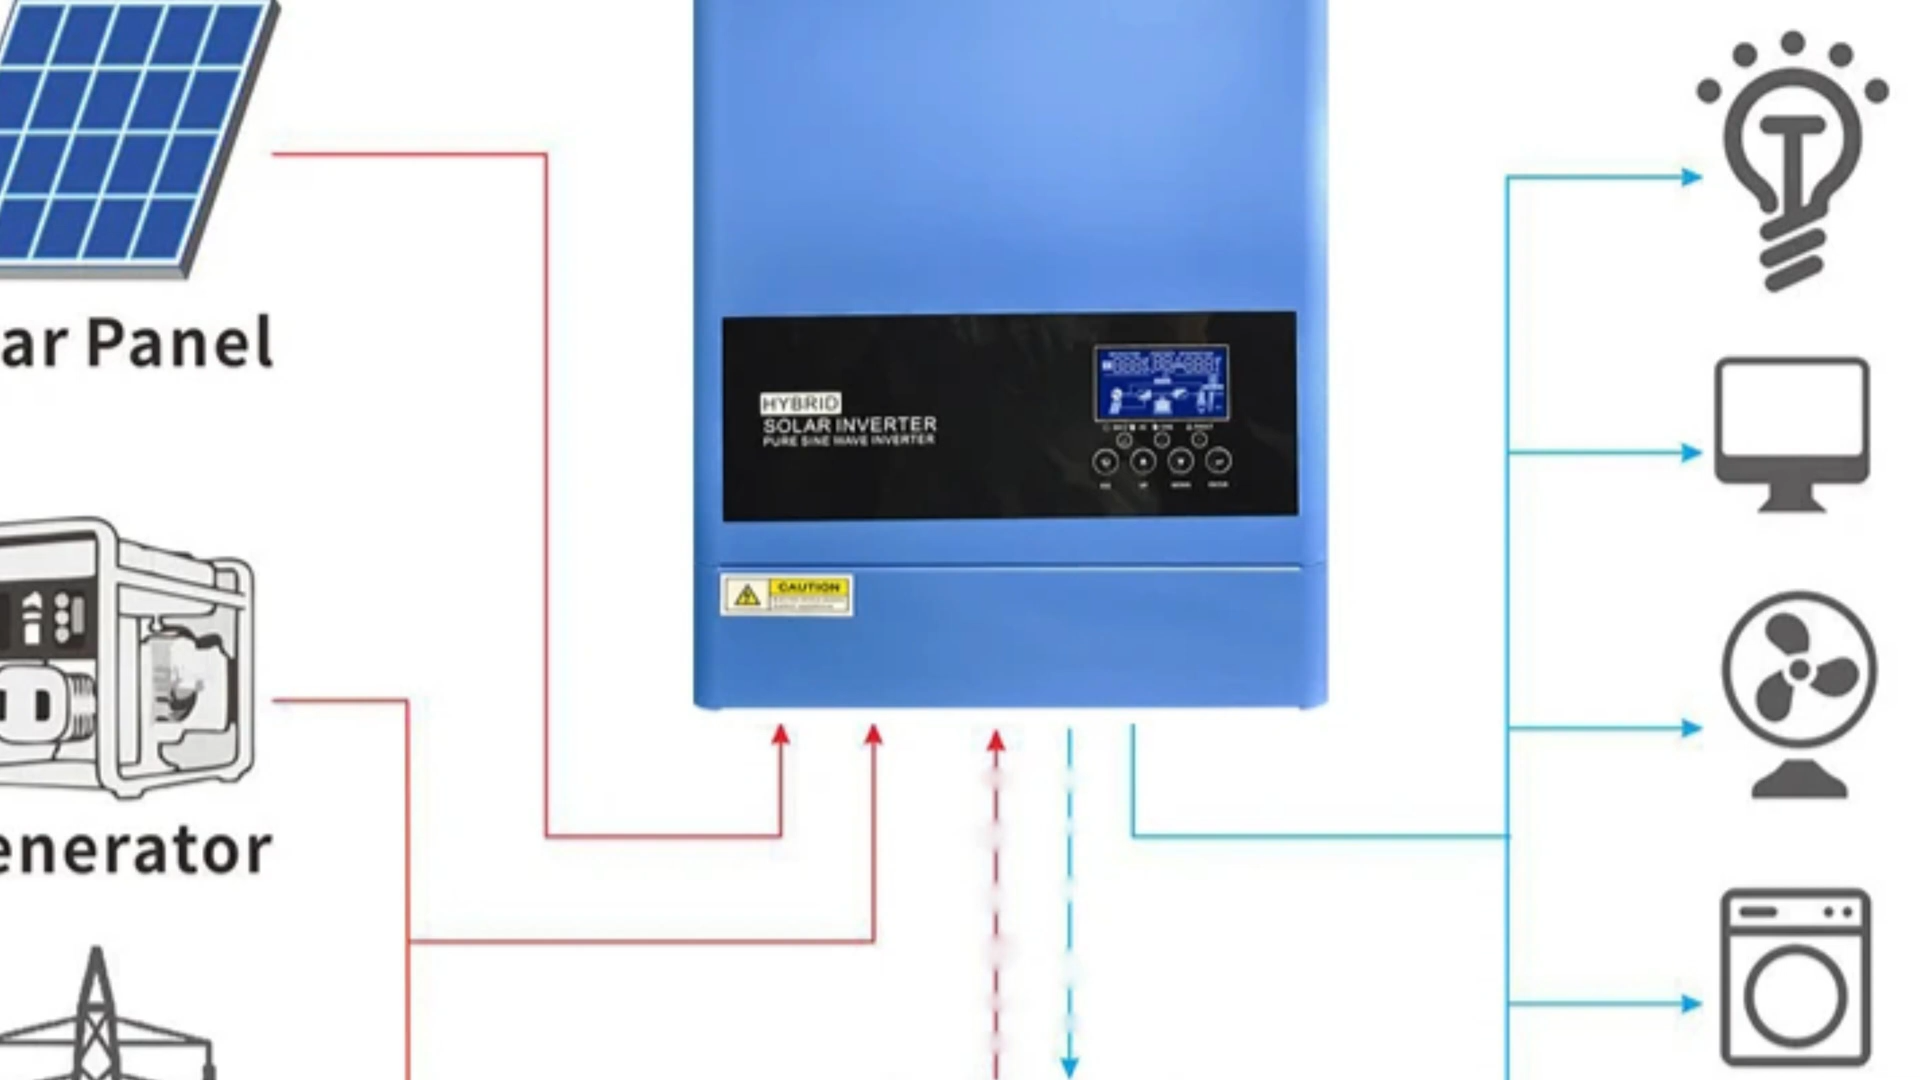 ar Panel
HYBRID
SOLAR INVERTER
PURE SINE WAVE INVERTER
CAUTION
enerator